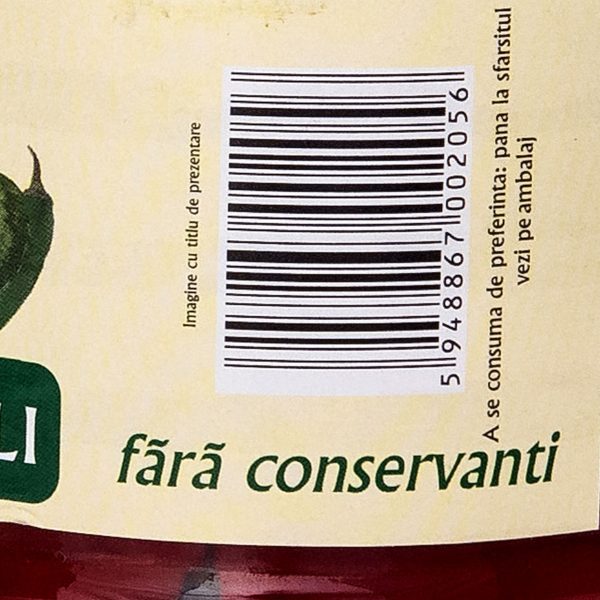 Imagine cu titlu de prezentare
5 948867 002056
A se consuma de preferinta: pana la sfarsitul
vezi pe ambalaj
LI
fãrã conservanti